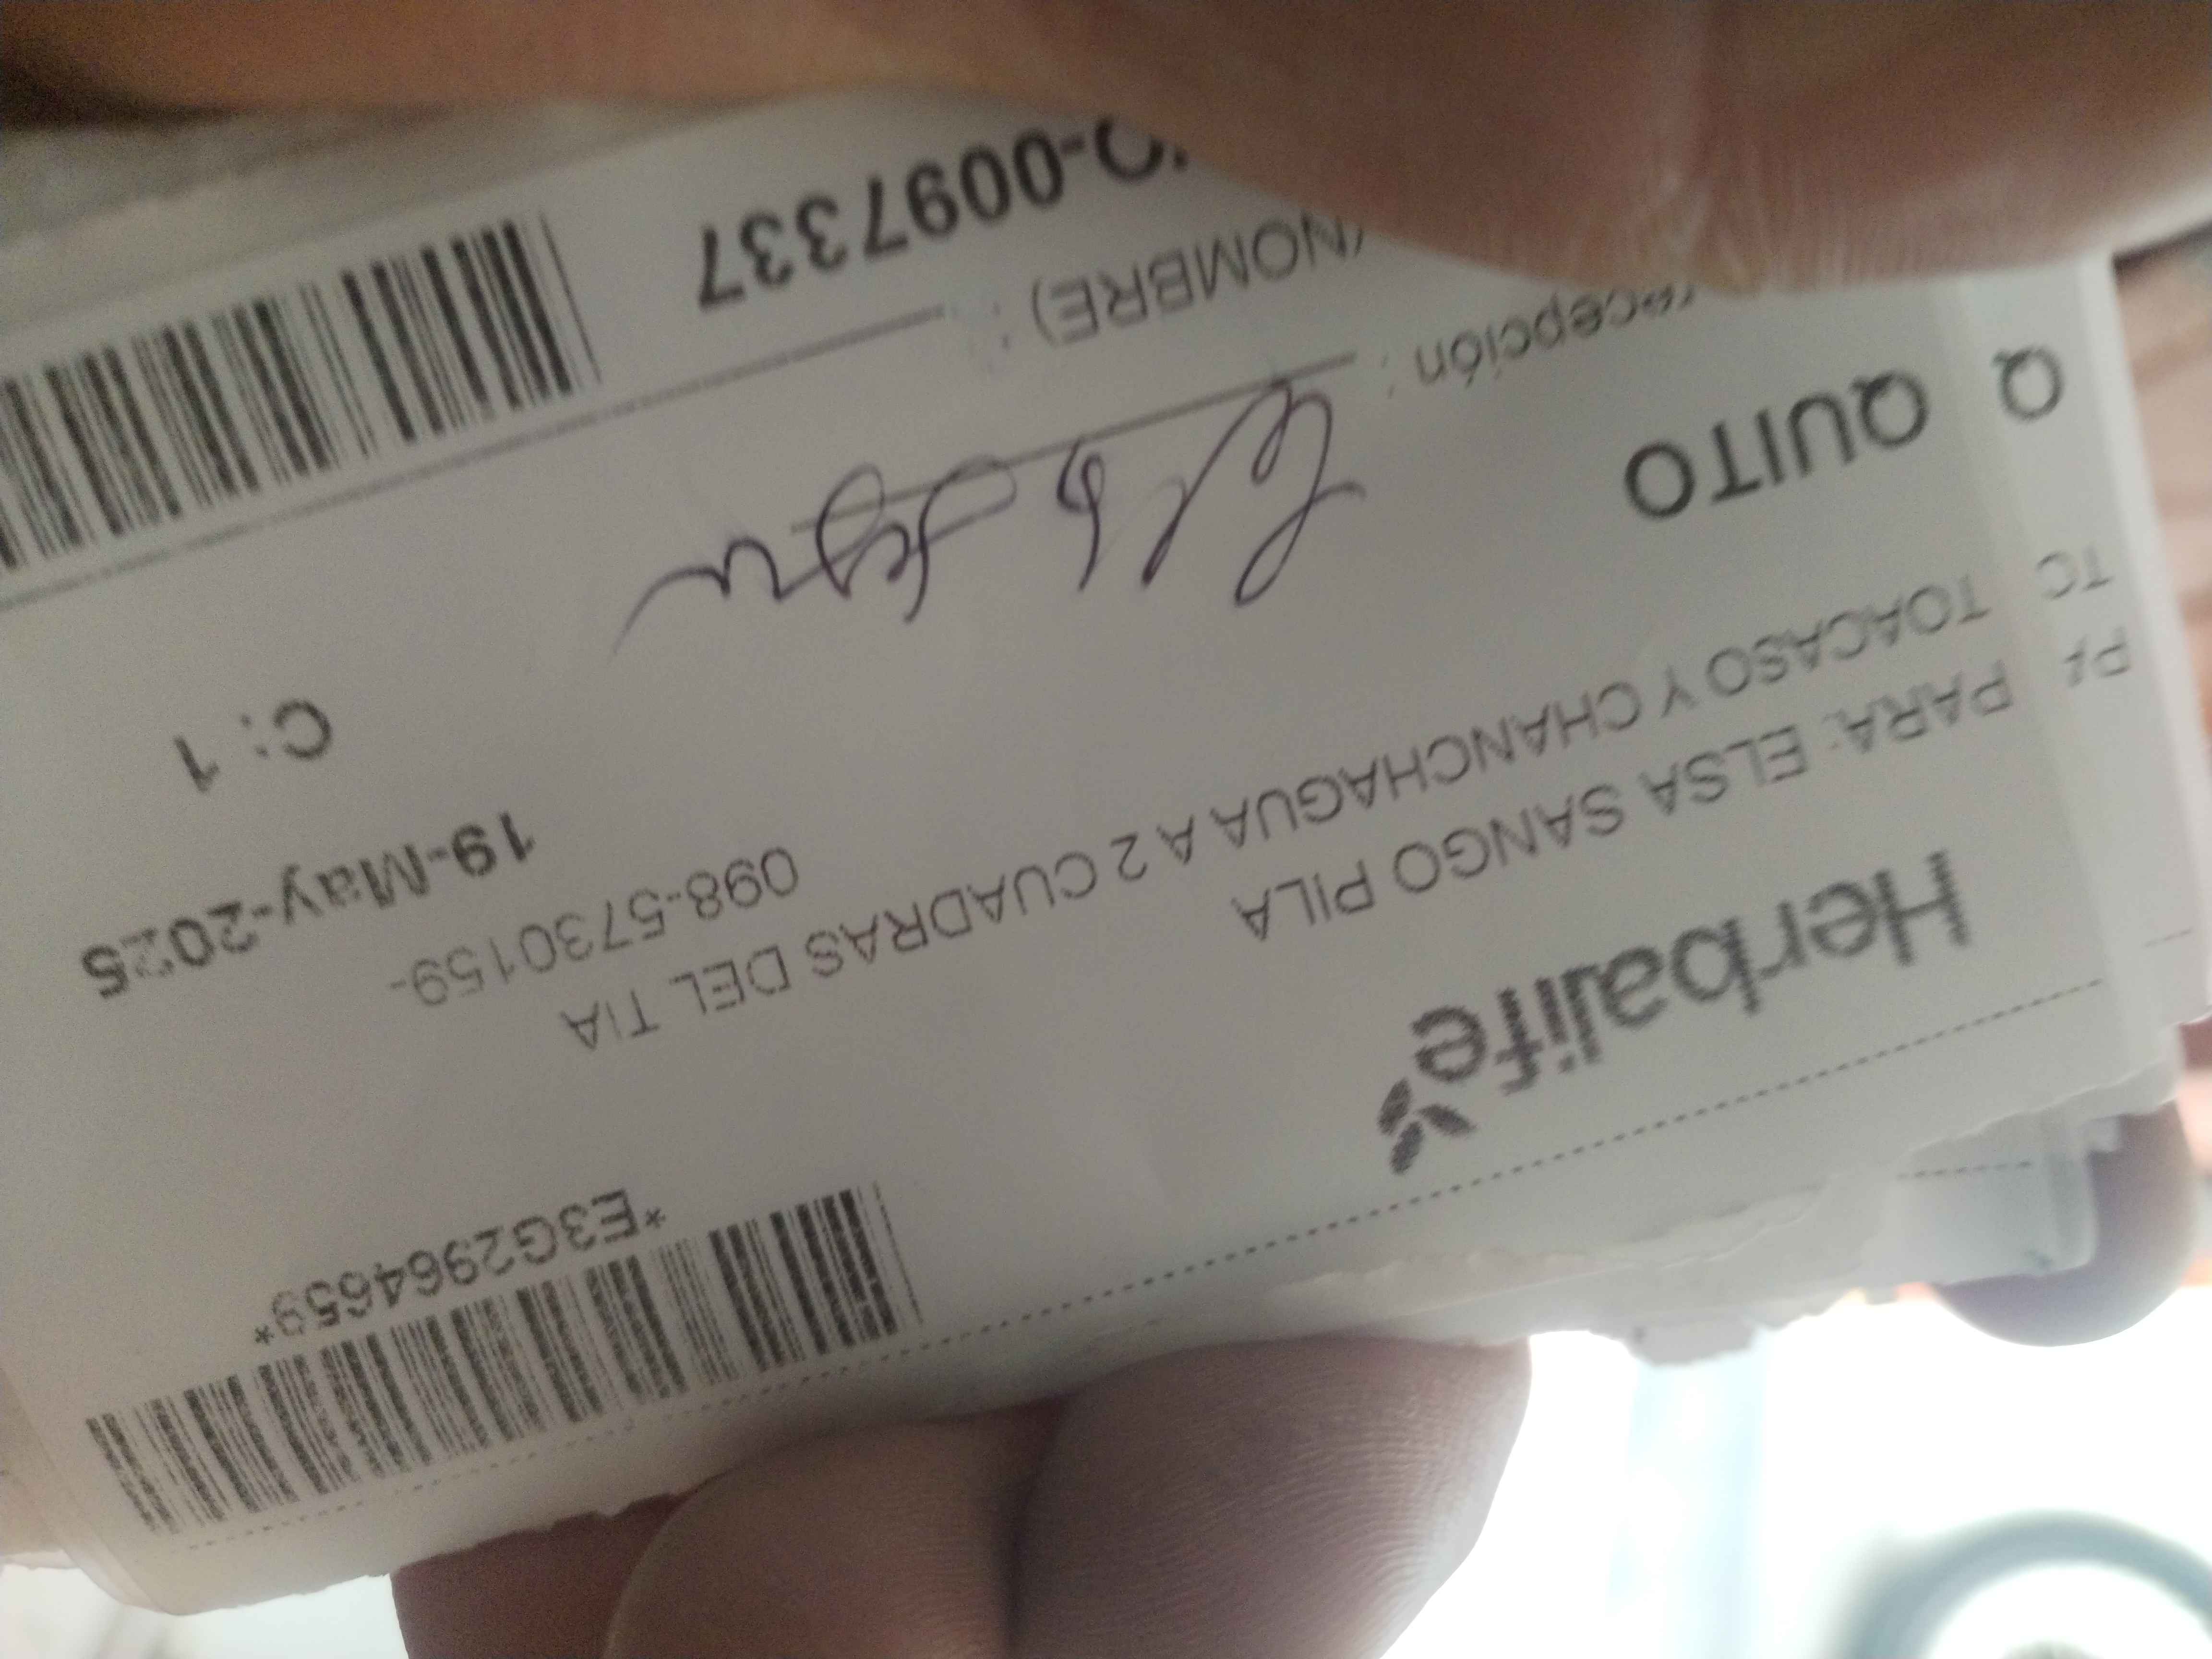 *E3G2964659*
Herbalife
PARA: ELSA SANGO PILA
TOACASO Y CHANCHAGUA A 2 CUADRAS DEL TIA
098-5730159-
19-May-2025
C: 1
QUITO
Q
TC
(NOMBRE) :
O-0097337